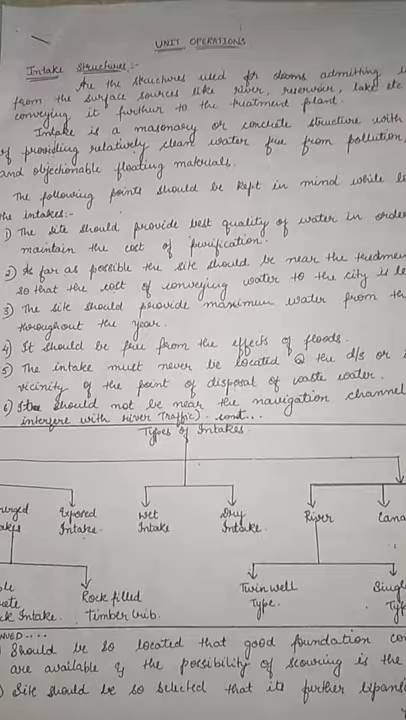 UNIT OPERATIONS
Intake Structures:-
Are the structures used for doams admitting
from the surface sources like river, reservoir, lake etc
conveying it further to the treatment plant.
Intake is a masonary or concrete structure with
of providing relatively clean water free from pollution,
and objectionable floating materials.
The following points should be kept in mind while
the intakes:-
1) The site should provide best quality of water in order
maintain the cost of purification.
2) As far as possible the site should be near the
so that the cost of conveying water to the city is
3) The site should provide maximum water from
throughout the year.
4) It should be free from the effects of floods.
5) The intake must never be located @ the d/s or
vicinity of the point of disposal of waste water.
6) should not be near the navigation channel
interfere with river Traffic). cont...
Types of Intakes.
Exposed Wet Dry River
Intake. Intake Intake.
Rock filled Twin well
ck Intake. Timber Crib. Type.
NUED....
Should be so located that good foundation
are available & the possibility of scouring is the
Site should be so selected that its further